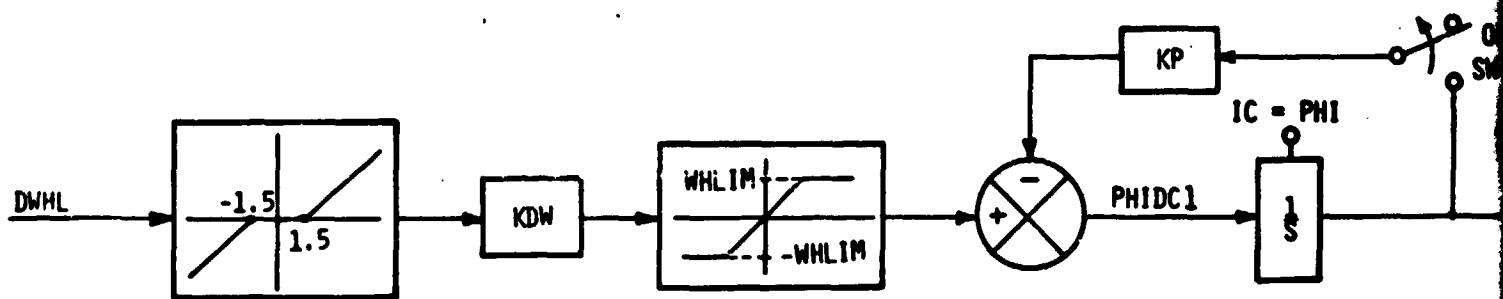 KP
IC = PHI
DWHL
-1.5
1.5
KDW
WHLIM
-WHLIM
-
+
PHIDC1
1
S